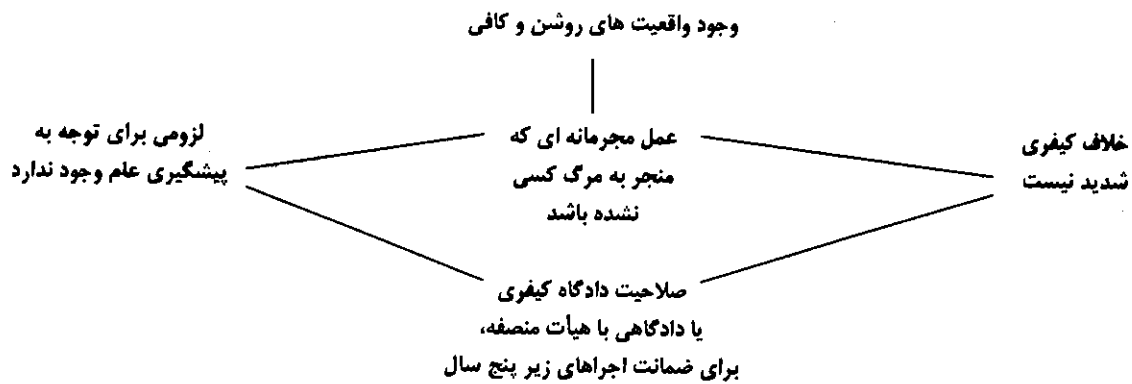 وجود واقعیت های روشن و کافی
خلاف کیفری
شدید نیست
عمل مجرمانه ای که
منجر به مرگ کسی
نشده باشد
لزومی برای توجه به
پیشگیری عام وجود ندارد
صلاحیت دادگاه کیفری
یا دادگاهی با هیأت منصفه،
برای ضمانت اجراهای زیر پنج سال